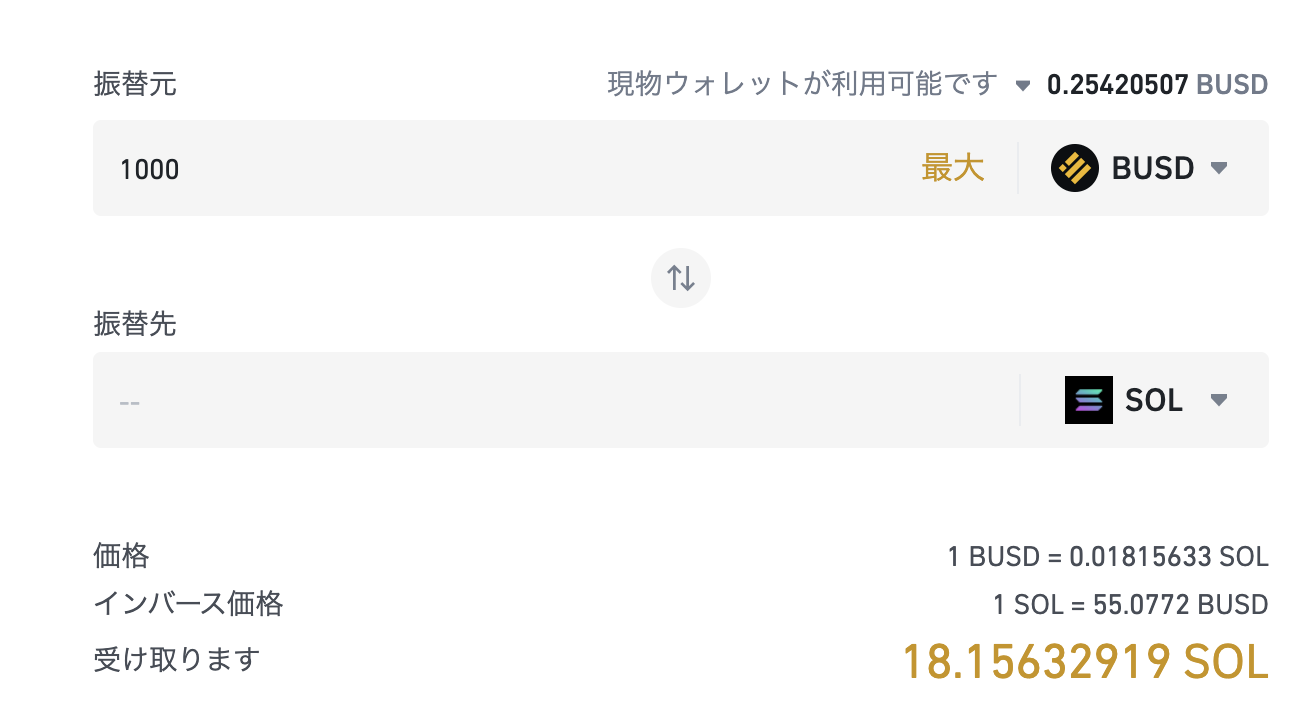 振替元 現物ウォレットが利用可能です 0.25420507 BUSD
1000 最大 BUSD
振替先
-- SOL
価格 1 BUSD = 0.01815633 SOL
インバース価格 1 SOL = 55.0772 BUSD
受け取ります 18.15632919 SOL